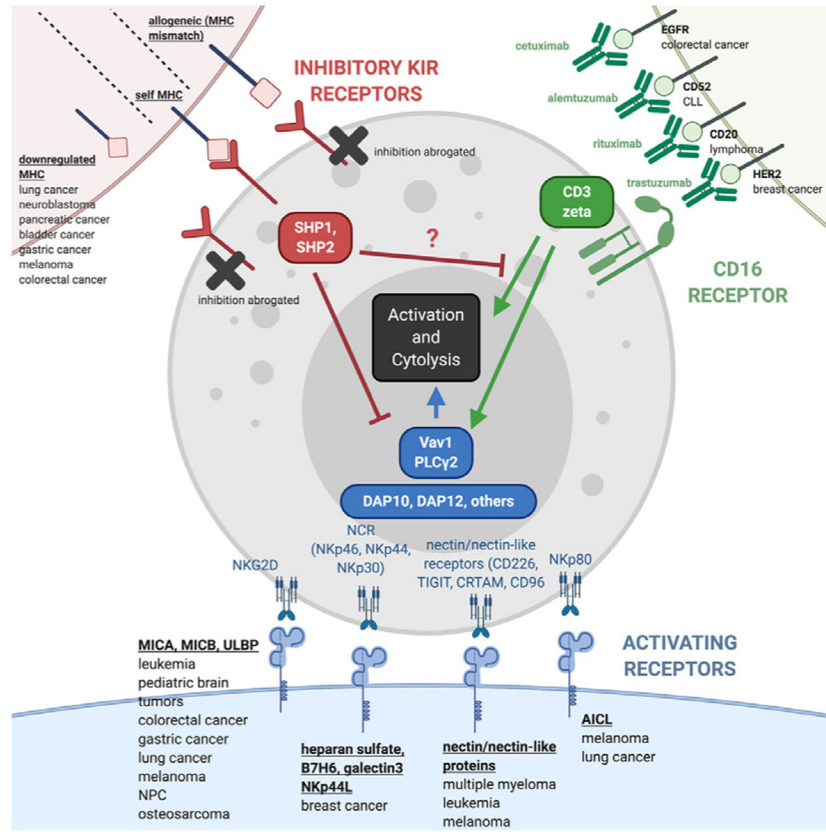 allogeneic (MHC
mismatch)
self MHC
downregulated
MHC
lung cancer
neuroblastoma
pancreatic cancer
bladder cancer
gastric cancer
melanoma
colorectal cancer
INHIBITORY KIR
RECEPTORS
inhibition abrogated
inhibition abrogated
SHP1,
SHP2
?
CD3
zeta
cetuximab
EGFR
colorectal cancer
alemtuzumab
CD52
CLL
rituximab
CD20
lymphoma
trastuzumab
HER2
breast cancer
CD16
RECEPTOR
Activation
and
Cytolysis
Vav1
PLCγ2
DAP10, DAP12, others
NKG2D
NCR
(NKp46, NKp44,
NKp30)
nectin/nectin-like
receptors (CD226,
TIGIT, CRTAM, CD96
NKp80
ACTIVATING
RECEPTORS
MICA, MICB, ULBP
leukemia
pediatric brain
tumors
colorectal cancer
gastric cancer
lung cancer
melanoma
NPC
osteosarcoma
heparan sulfate,
B7H6, galectin3
NKp44L
breast cancer
nectin/nectin-like
proteins
multiple myeloma
leukemia
melanoma
AICL
melanoma
lung cancer